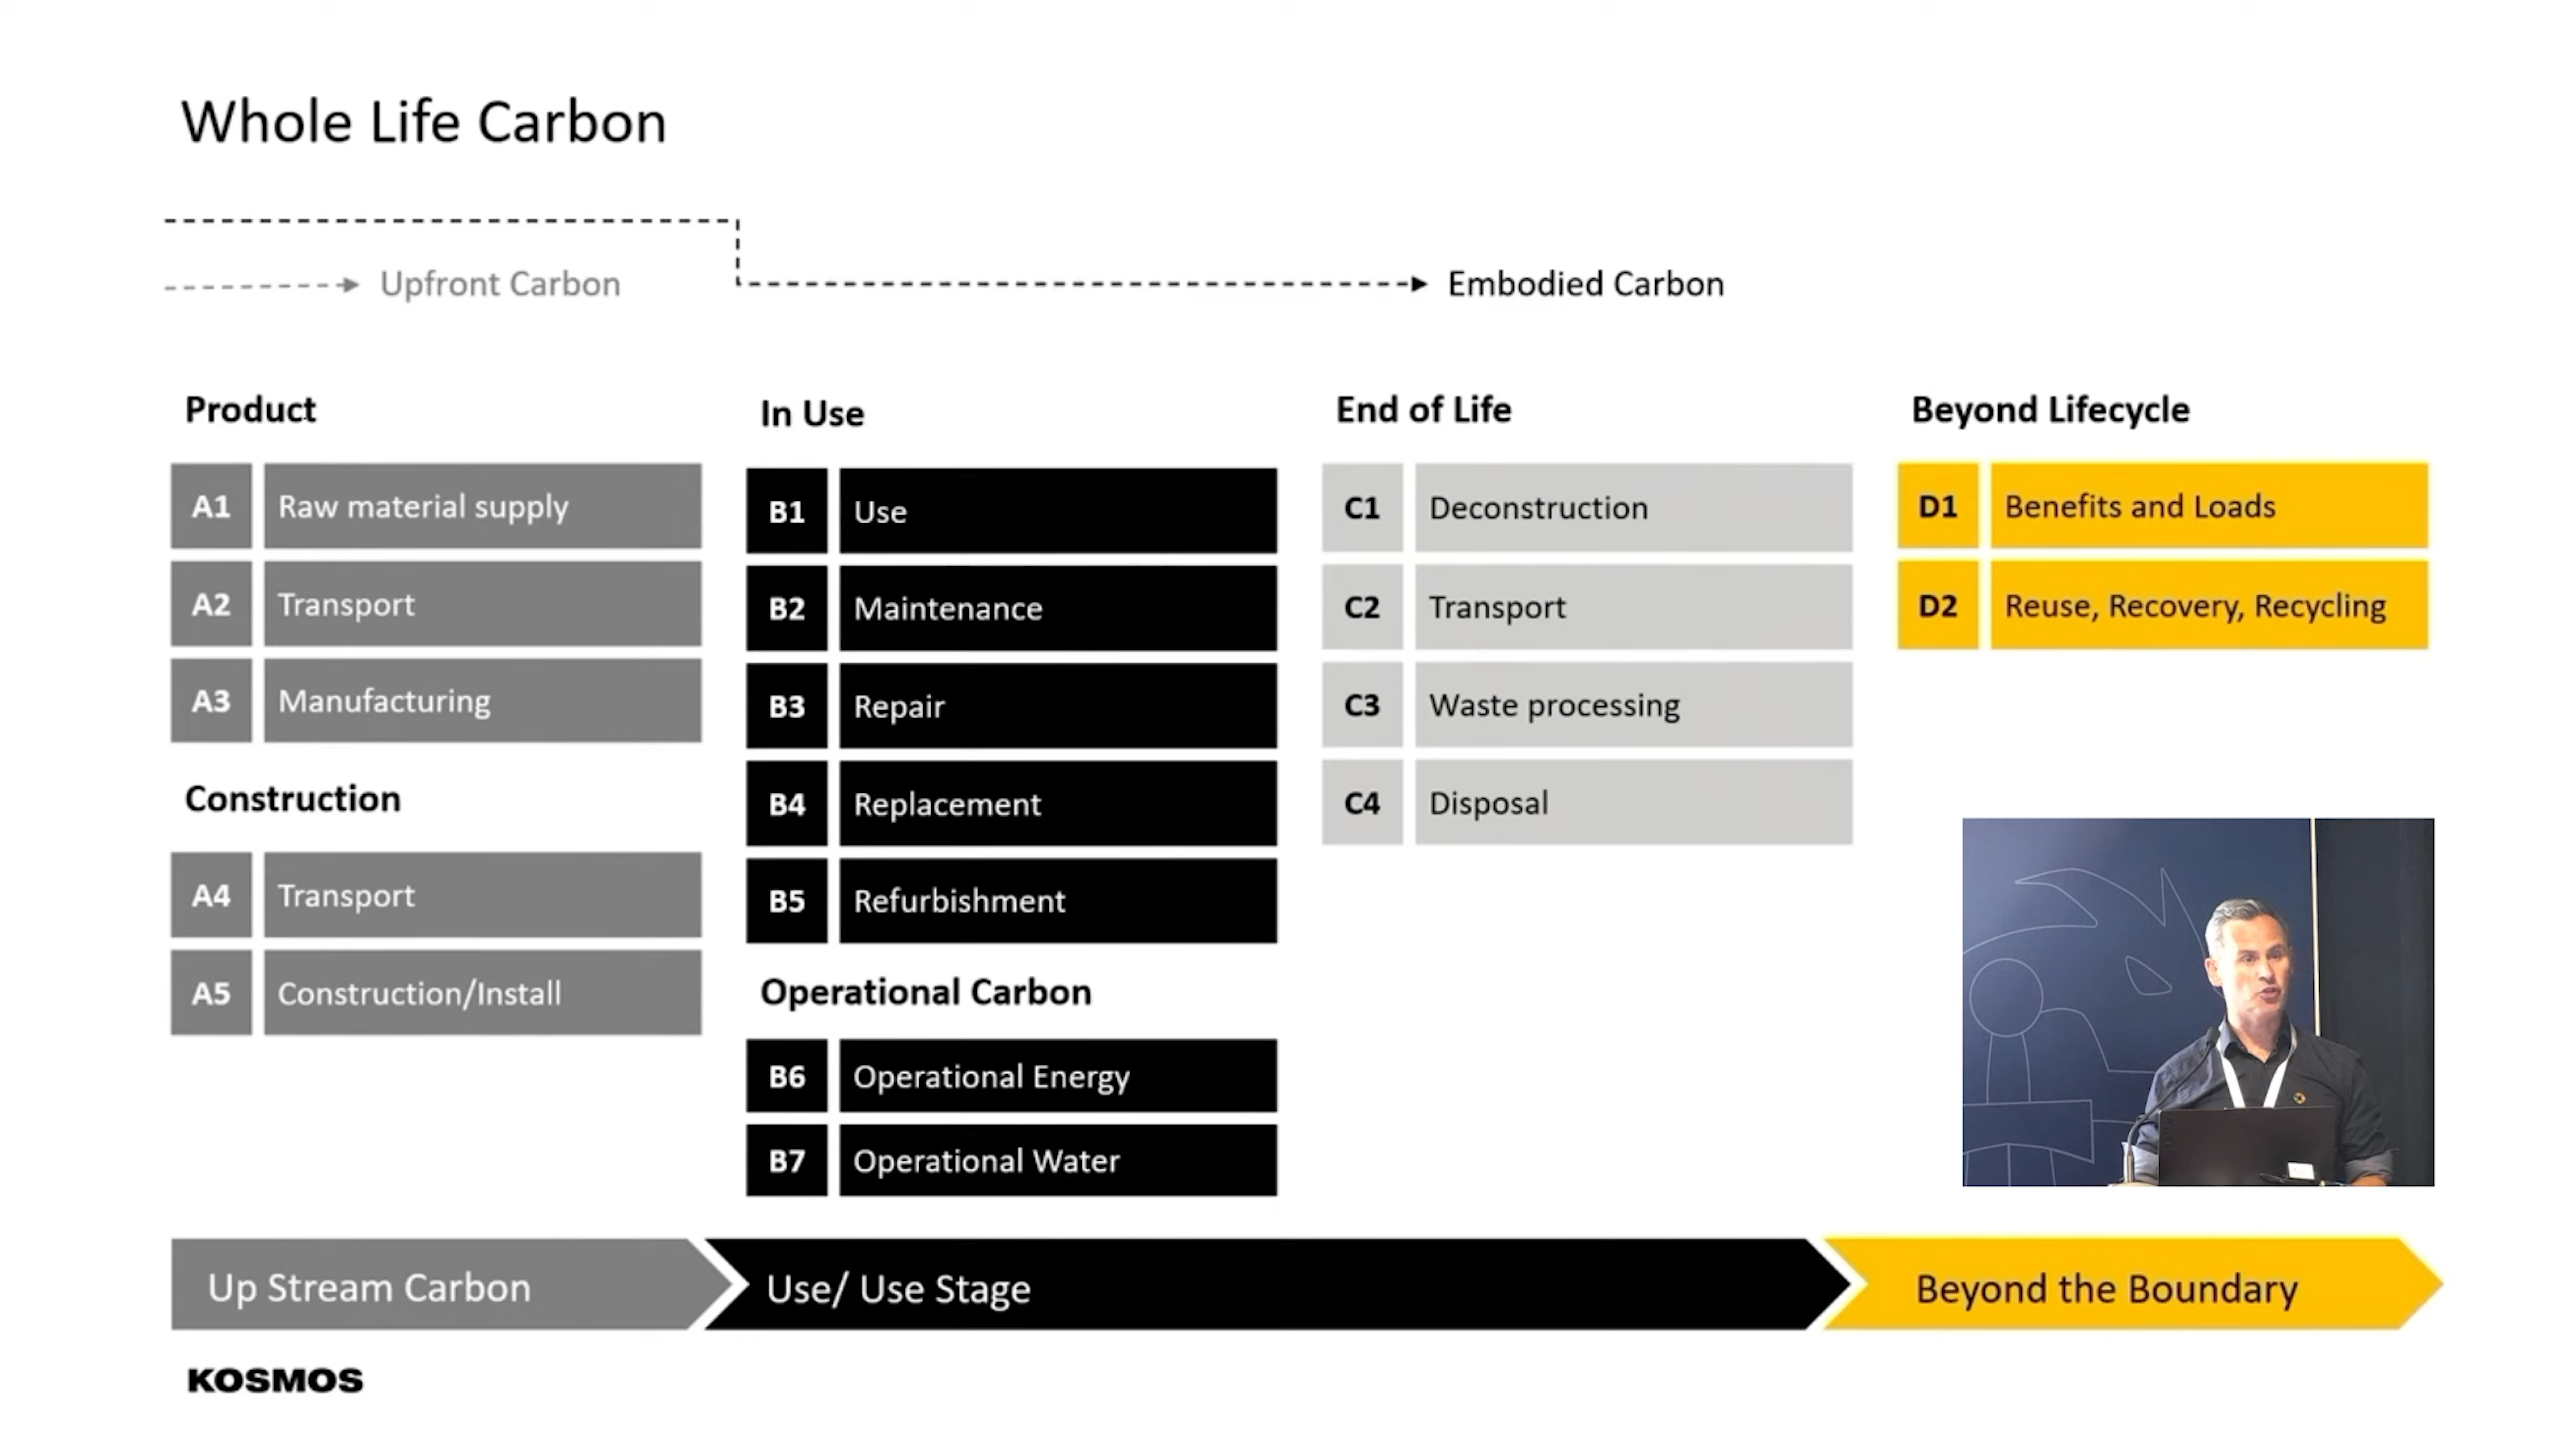 Whole Life Carbon
Upfront Carbon
Embodied Carbon
Product
A1 Raw material supply
A2 Transport
A3 Manufacturing
Construction
A4 Transport
A5 Construction/Install
In Use
B1 Use
B2 Maintenance
B3 Repair
B4 Replacement
B5 Refurbishment
Operational Carbon
B6 Operational Energy
B7 Operational Water
End of Life
C1 Deconstruction
C2 Transport
C3 Waste processing
C4 Disposal
Beyond Lifecycle
D1 Benefits and Loads
D2 Reuse, Recovery, Recycling
Up Stream Carbon
Use/ Use Stage
Beyond the Boundary
KOSMOS